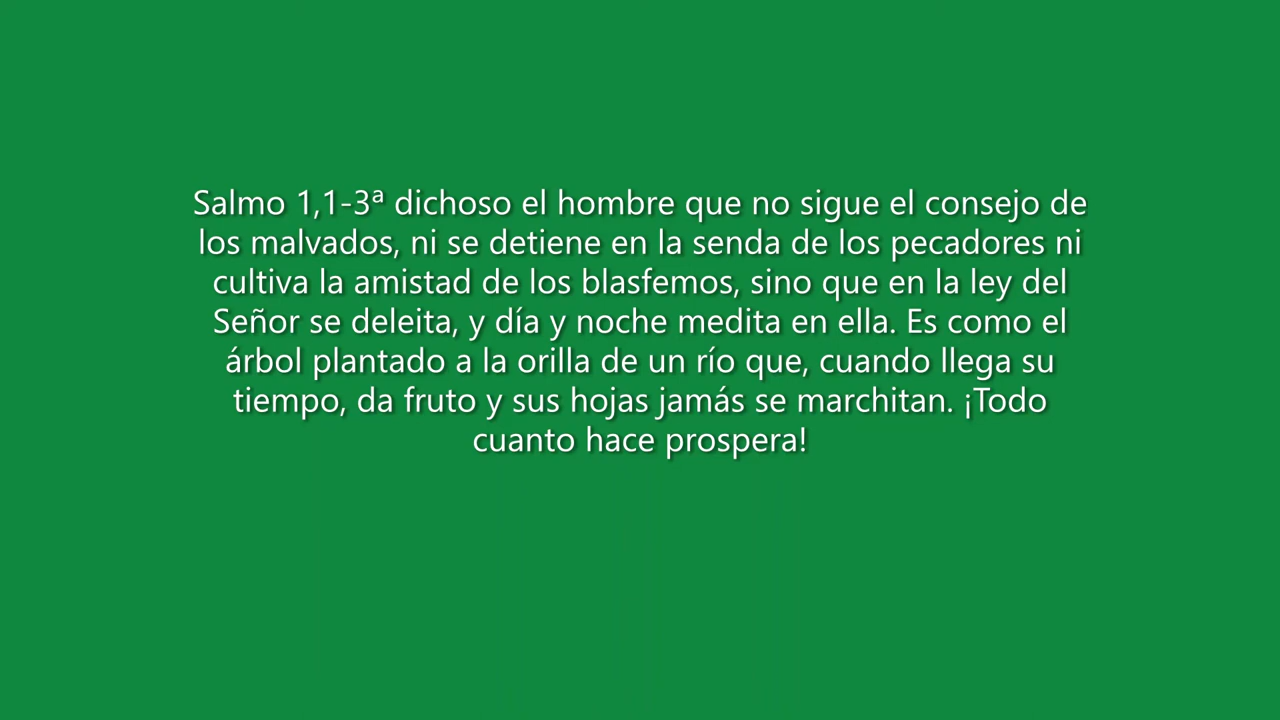 Salmo 1,1-3ª dichoso el hombre que no sigue el consejo de
los malvados, ni se detiene en la senda de los pecadores ni
cultiva la amistad de los blasfemos, sino que en la ley del
Señor se deleita, y día y noche medita en ella. Es como el
árbol plantado a la orilla de un río que, cuando llega su
tiempo, da fruto y sus hojas jamás se marchitan. ¡Todo
cuanto hace prospera!